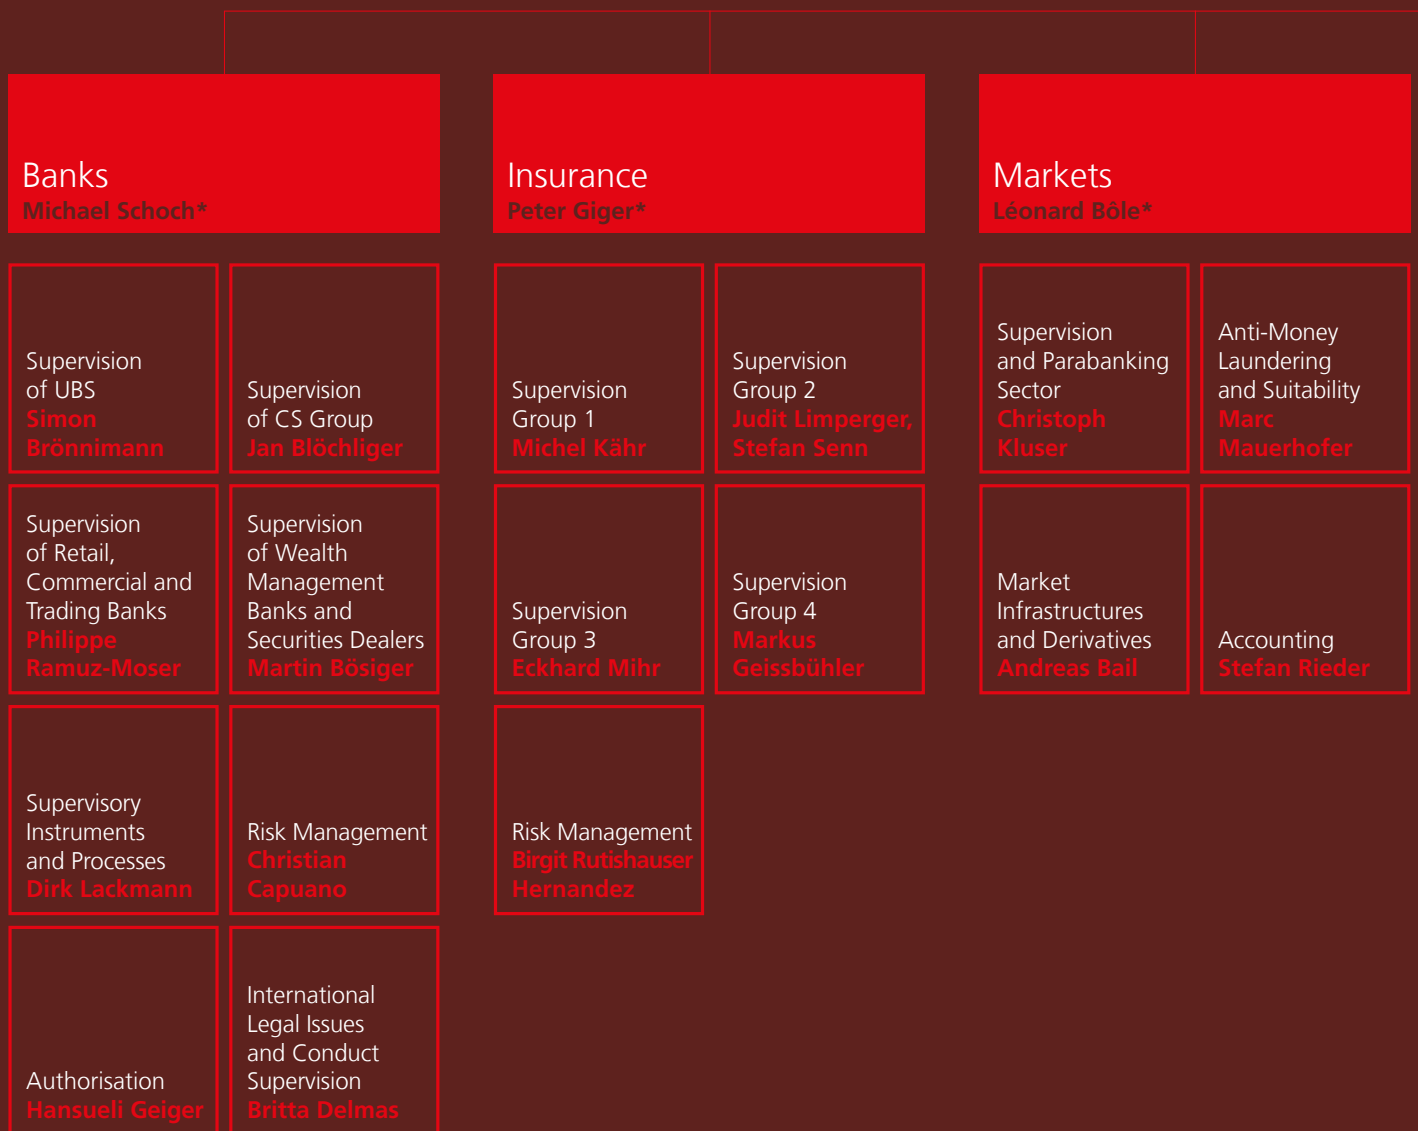 Banks
Michael Schoch*
Supervision
of UBS
Simon
Brönnimann
Supervision
of CS Group
Jan Blöchliger
Supervision
of Retail,
Commercial and
Trading Banks
Philippe
Ramuz-Moser
Supervision
of Wealth
Management
Banks and
Securities Dealers
Martin Bösiger
Supervisory
Instruments
and Processes
Dirk Lackmann
Risk Management
Christian
Capuano
Authorisation
Hansueli Geiger
International
Legal Issues
and Conduct
Supervision
Britta Delmas
Insurance
Peter Giger*
Supervision
Group 1
Michel Kähr
Supervision
Group 2
Judit Limperger,
Stefan Senn
Supervision
Group 3
Eckhard Mihr
Supervision
Group 4
Markus
Geissbühler
Risk Management
Birgit Rutishauser
Hernandez
Markets
Léonard Bôle*
Supervision
and Parabanking
Sector
Christoph
Kluser
Anti-Money
Laundering
and Suitability
Marc
Mauerhofer
Market
Infrastructures
and Derivatives
Andreas Bail
Accounting
Stefan Rieder